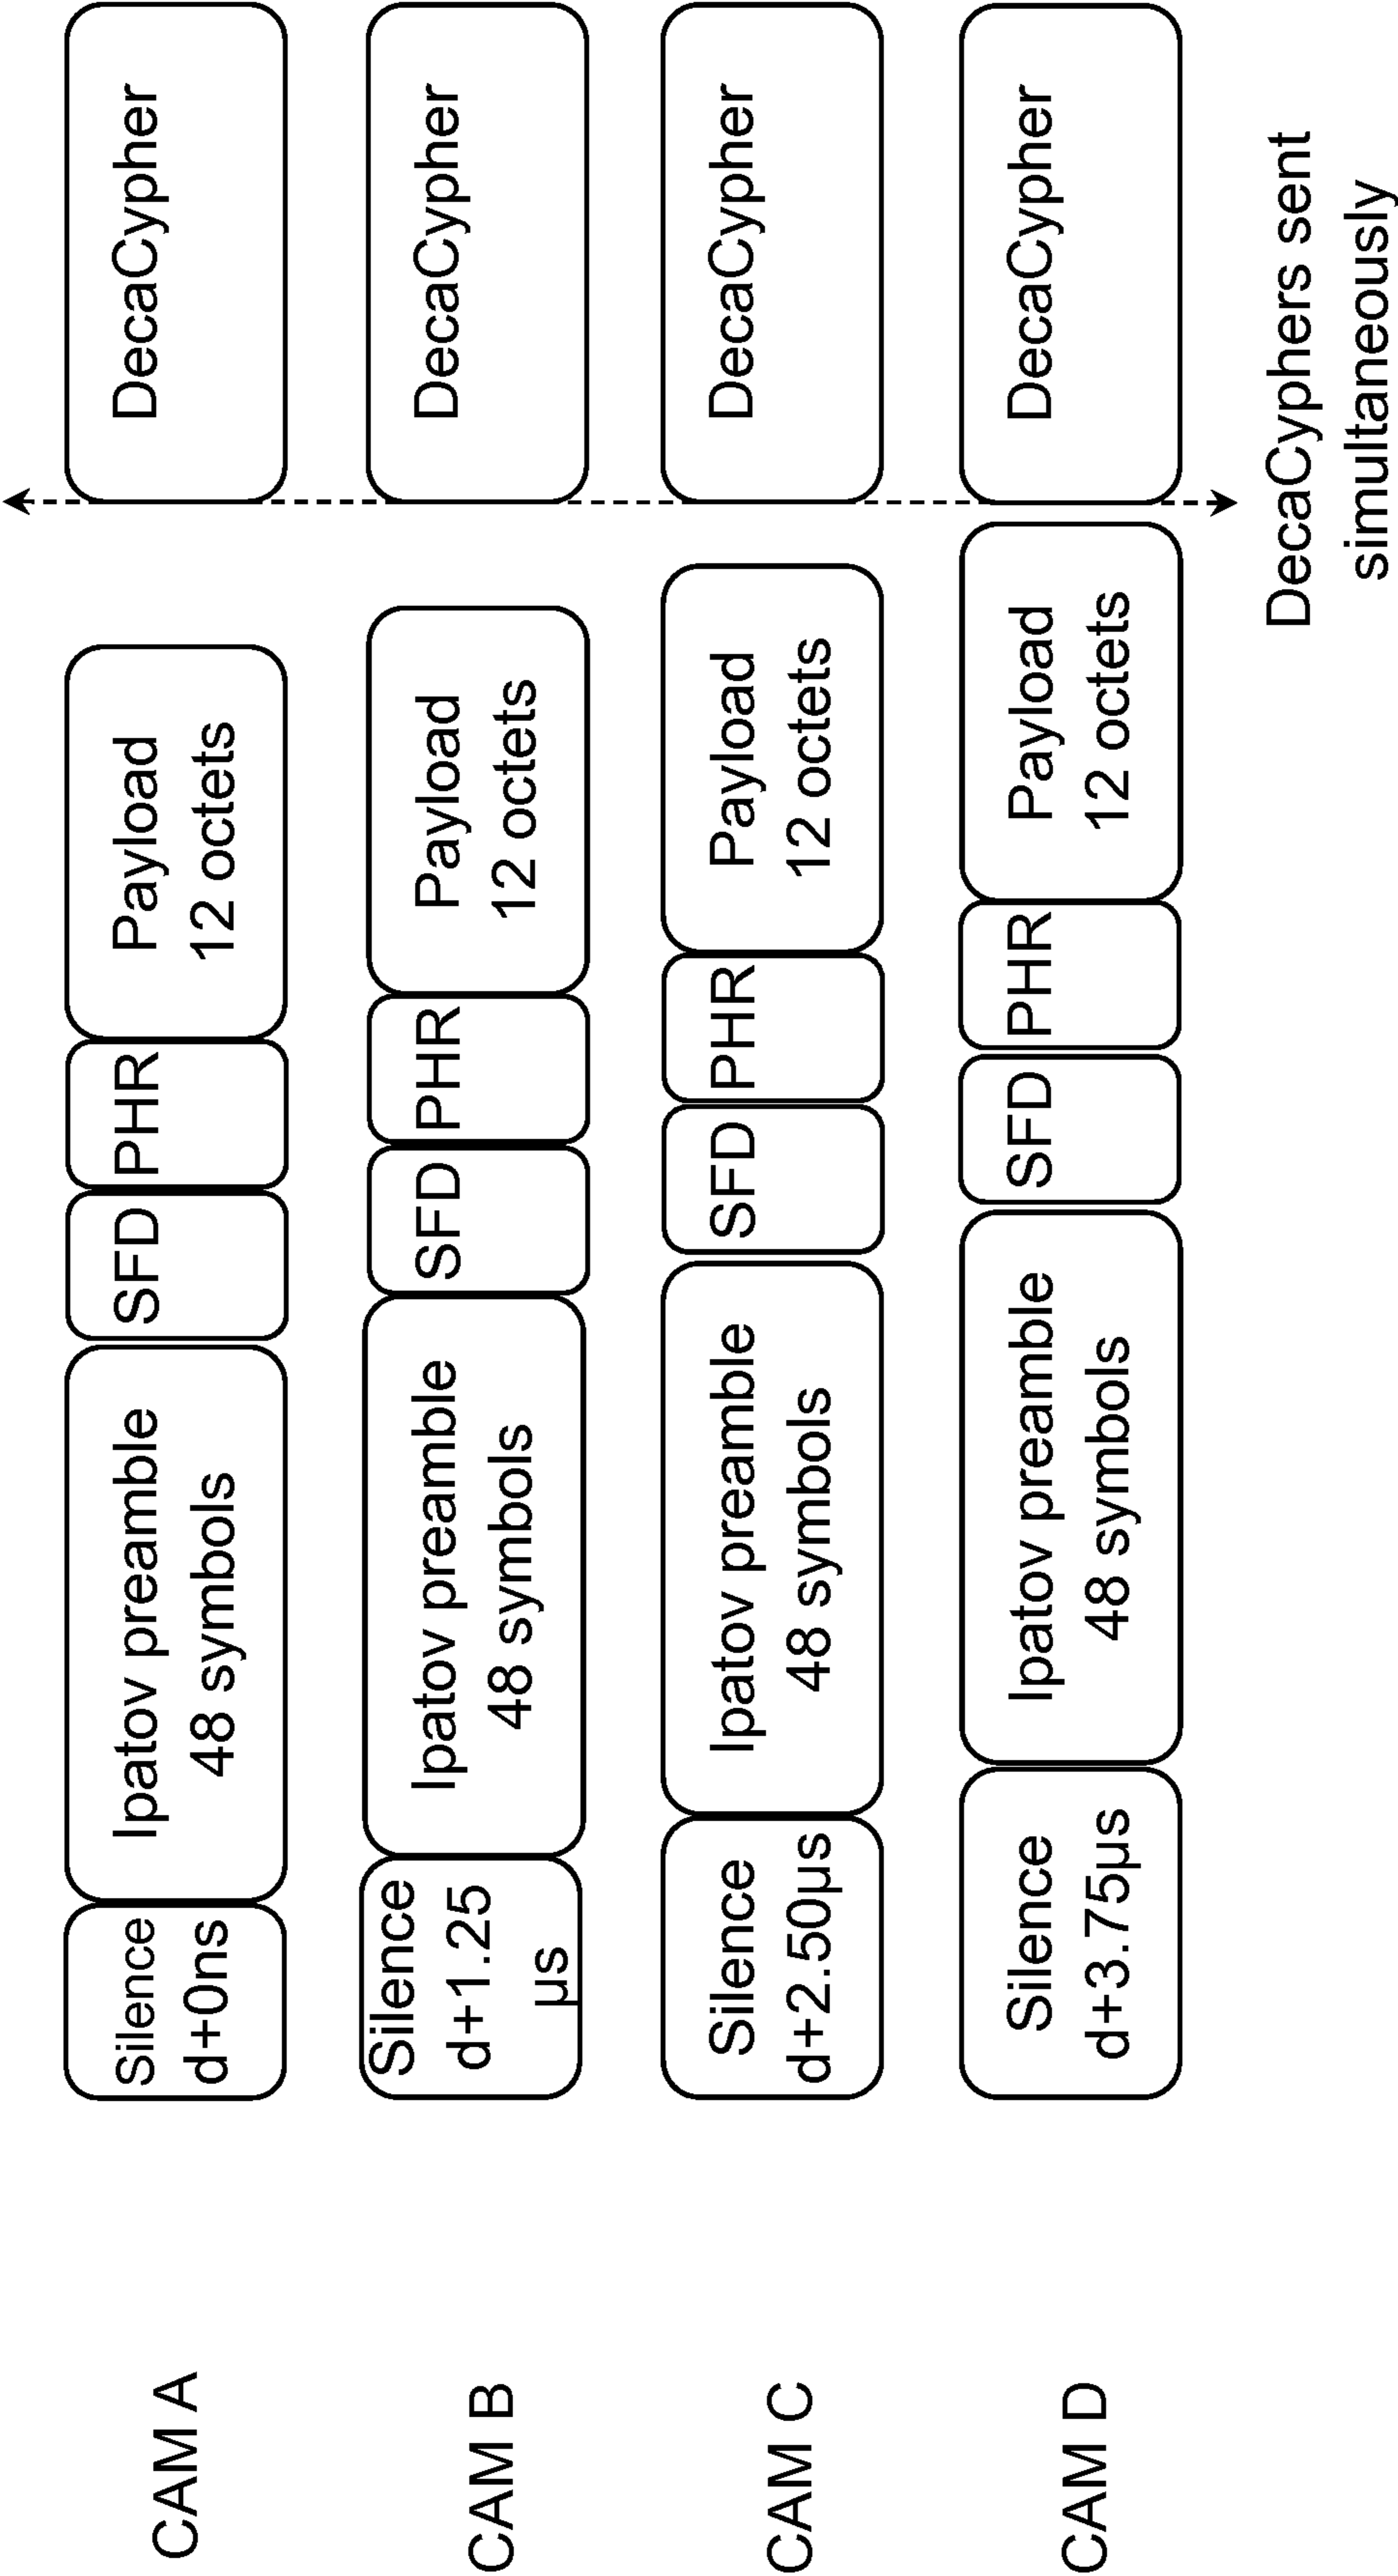 CAM A
Silence
d+0ns
Ipatov preamble
48 symbols
SFD
PHR
Payload
12 octets
DecaCypher
CAM B
Silence
d+1.25
µs
Ipatov preamble
48 symbols
SFD
PHR
Payload
12 octets
DecaCypher
CAM C
Silence
d+2.50µs
Ipatov preamble
48 symbols
SFD
PHR
Payload
12 octets
DecaCypher
CAM D
Silence
d+3.75µs
Ipatov preamble
48 symbols
SFD
PHR
Payload
12 octets
DecaCypher
DecaCyphers sent
simultaneously